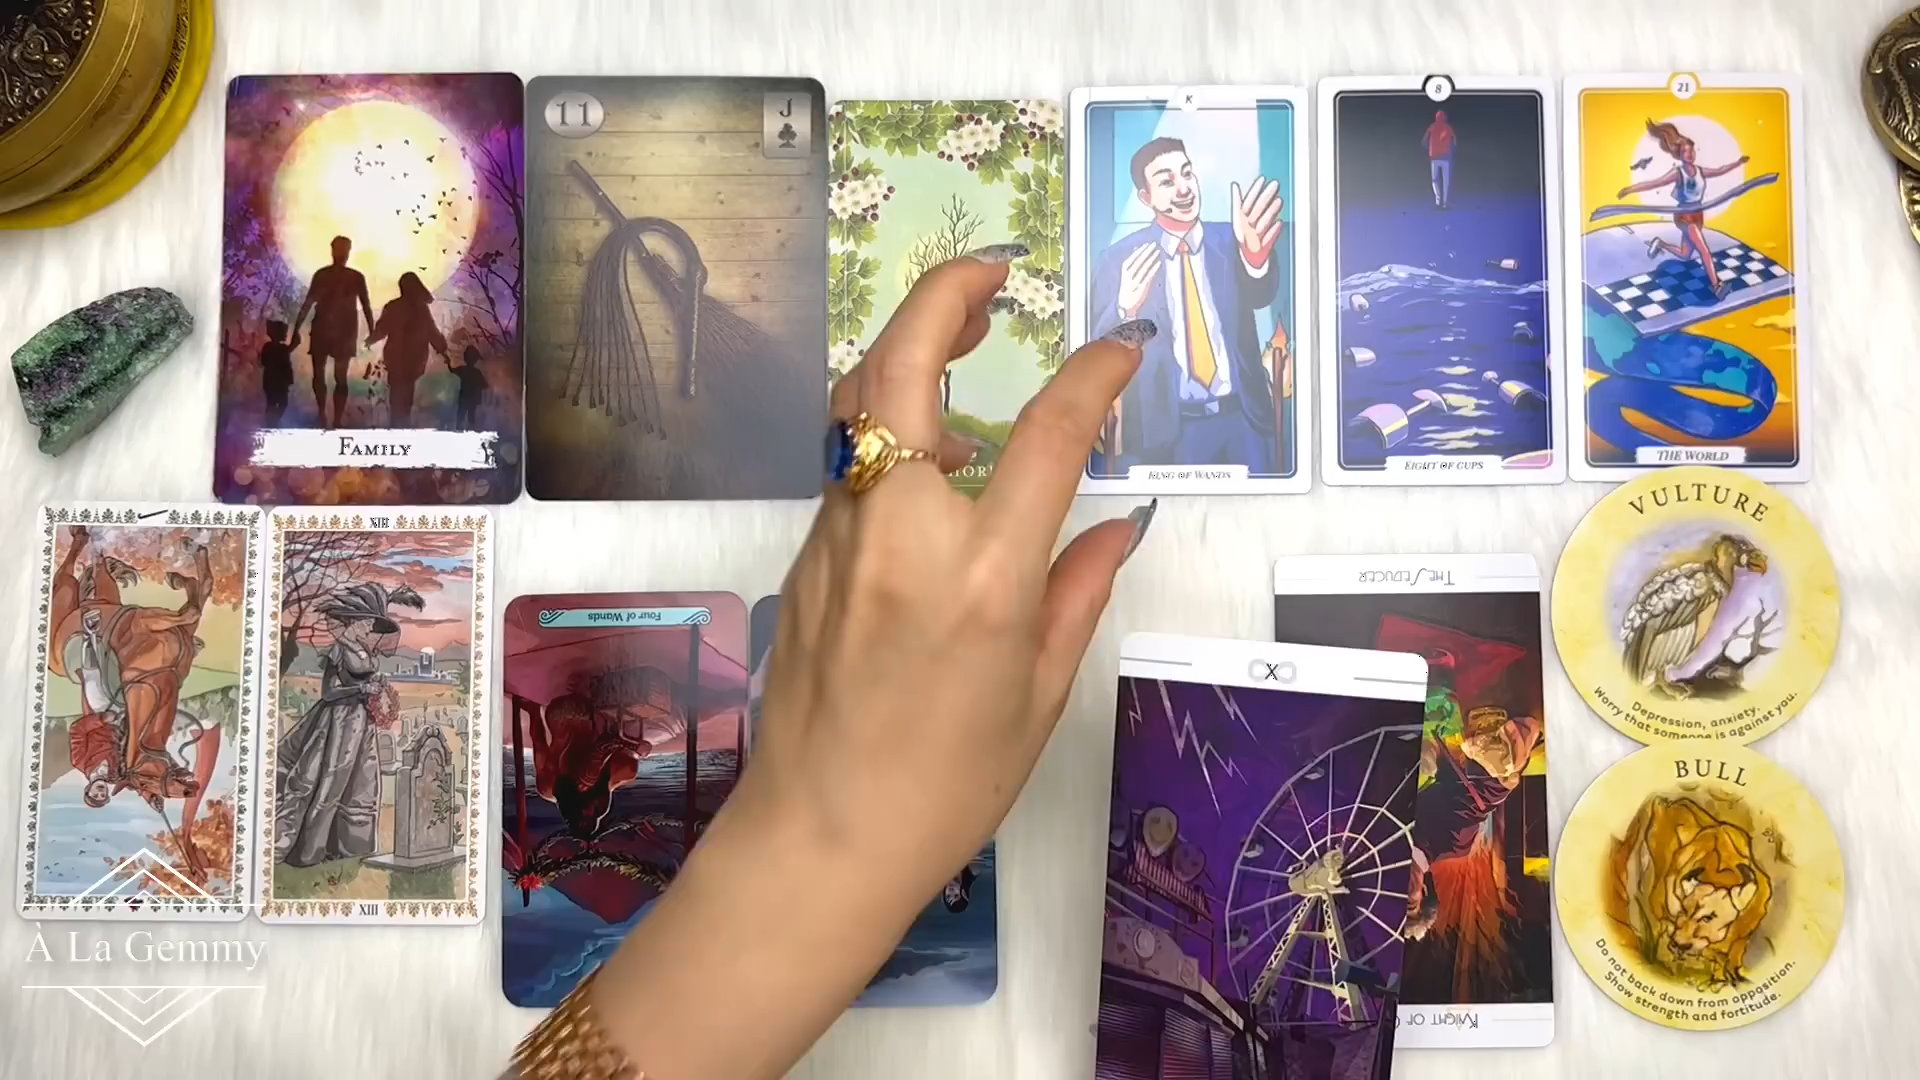 FAMILY
11
J
K
KING OF WANDS
8
EIGHT OF CUPS
21
THE WORLD
XIII
XIII
Four of Wands
THE SEDUCER
X
KNIGHT OF
VULTURE
Depression, anxiety.
Worry that someone is against you.
BULL
Do not back down from opposition.
Show strength and fortitude.
À La Gemmy